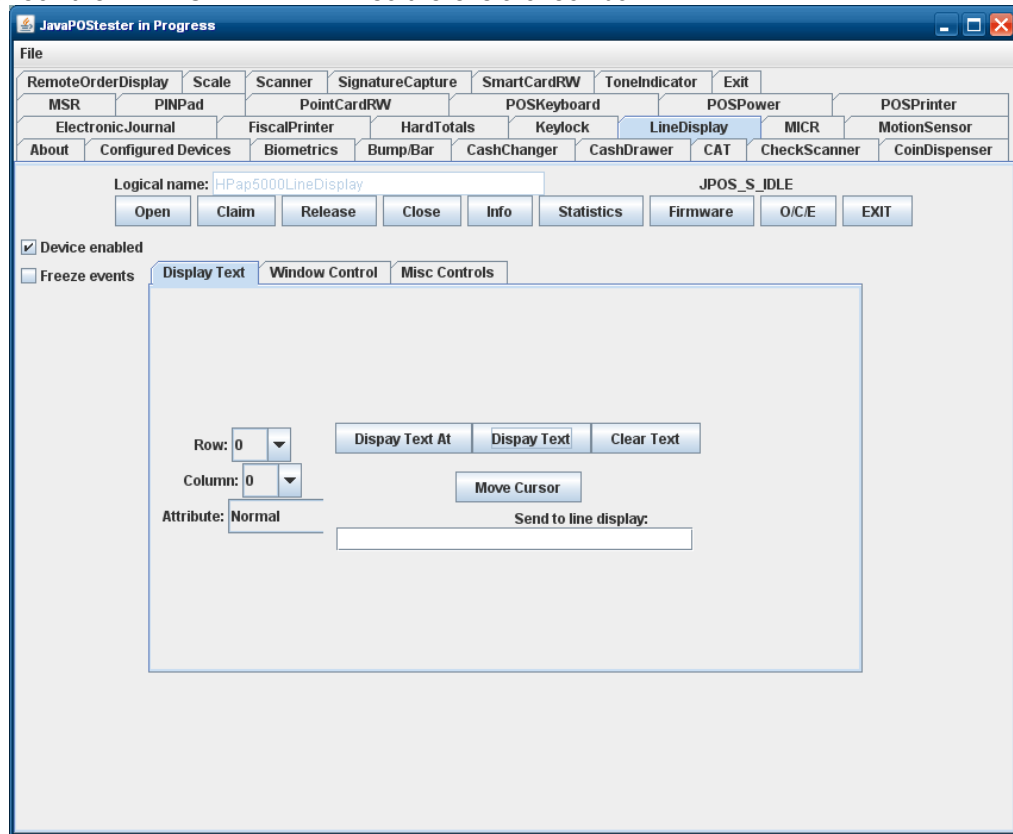 JavaPOStester in Progress
File
RemoteOrderDisplay Scale Scanner SignatureCapture SmartCardRW ToneIndicator Exit
MSR PINPad PointCardRW POSKeyboard POSPower POSPrinter
ElectronicJournal FiscalPrinter HardTotals Keylock LineDisplay MICR MotionSensor
About Configured Devices Biometrics Bump/Bar CashChanger CashDrawer CAT CheckScanner CoinDispenser
Logical name: HPap5000LineDisplay JPOS_S_IDLE
Open Claim Release Close Info Statistics Firmware O/C/E EXIT
Device enabled
Freeze events Display Text Window Control Misc Controls
Row: 0 Dispay Text At Dispay Text Clear Text
Column: 0 Move Cursor
Attribute: Normal Send to line display: